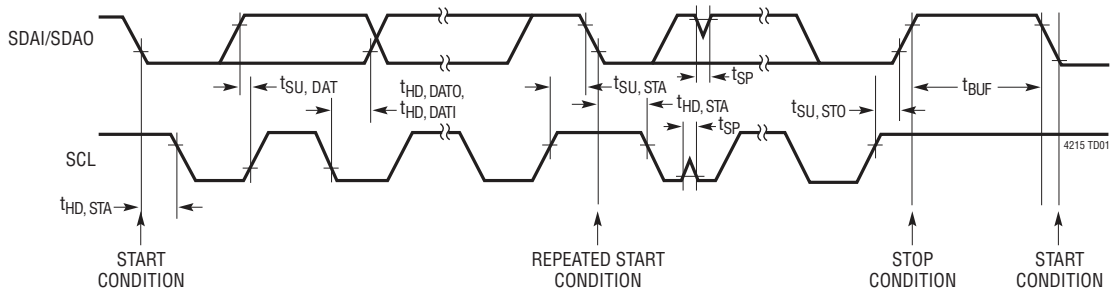 SDAI/SDAO
tSU, DAT
tHD, DATO,
tHD, DATI
tSU, STA
tSP
tHD, STA
tSP
tSU, STO
tBUF
4215 TD01
SCL
tHD, STA
START
CONDITION
REPEATED START
CONDITION
STOP
CONDITION
START
CONDITION